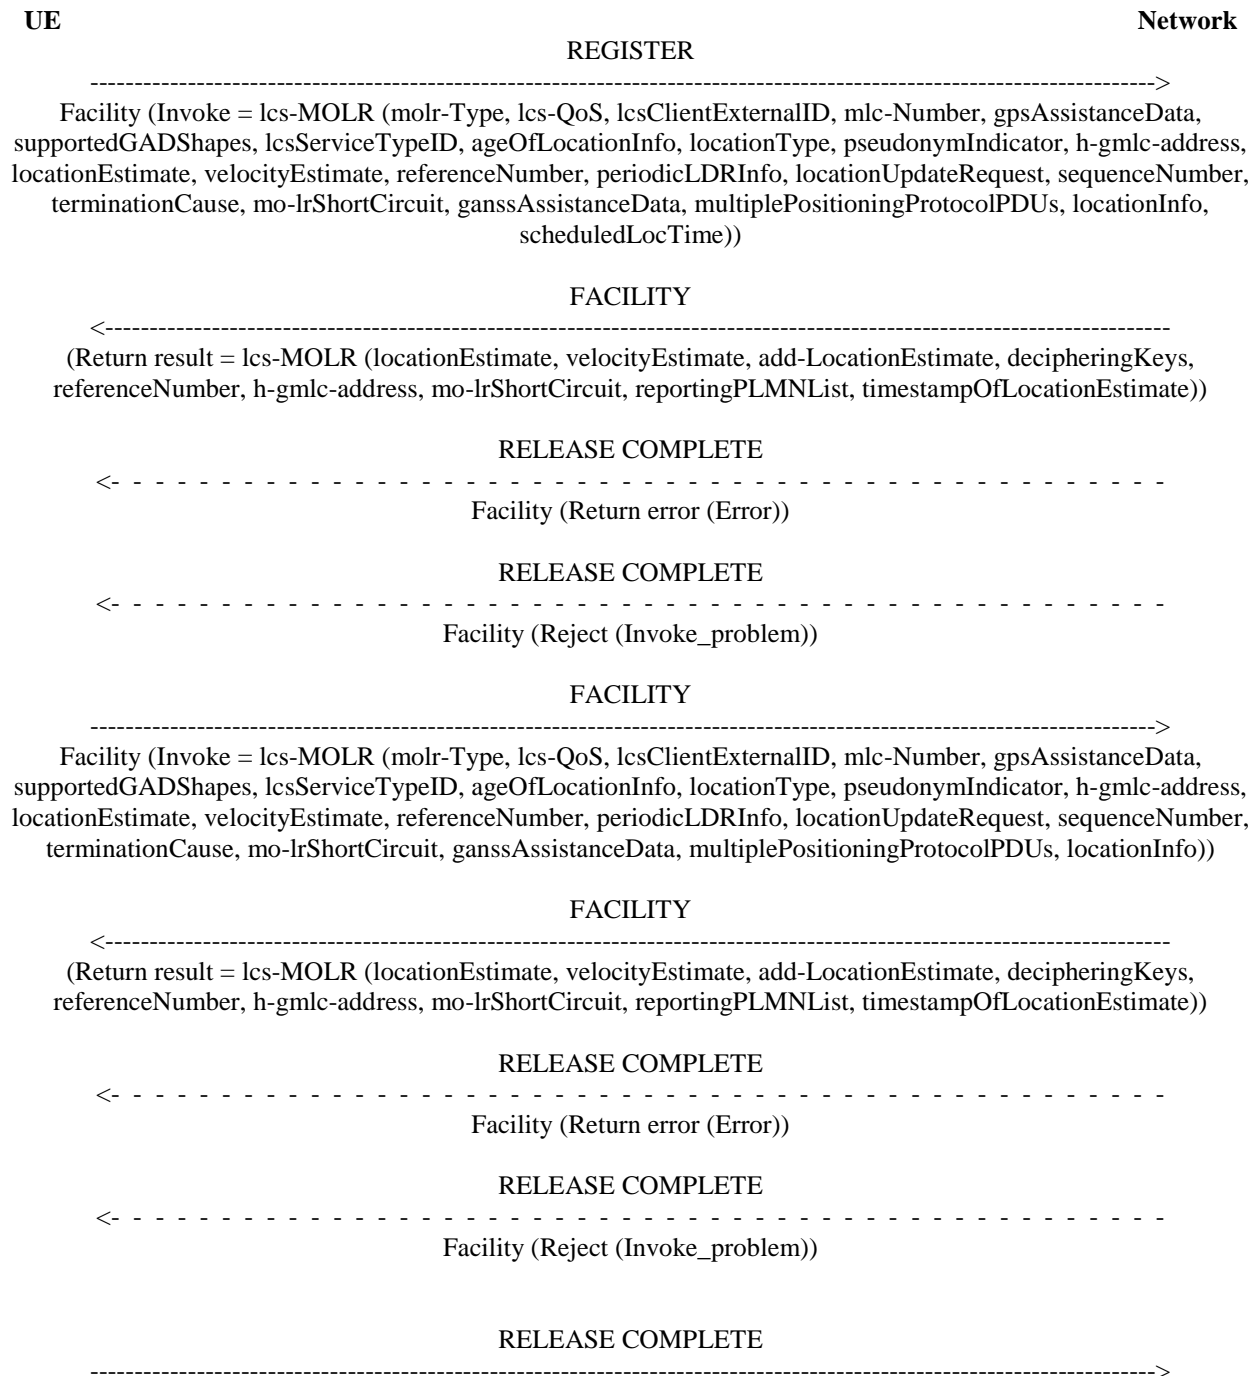 UE Network
REGISTER
------------------------------------------------------------------------------------------------------------------------>
Facility (Invoke = lcs-MOLR (molr-Type, lcs-QoS, lcsClientExternalID, mlc-Number, gpsAssistanceData,
supportedGADShapes, lcsServiceTypeID, ageOfLocationInfo, locationType, pseudonymIndicator, h-gmlc-address,
locationEstimate, velocityEstimate, referenceNumber, periodicLDRInfo, locationUpdateRequest, sequenceNumber,
terminationCause, mo-lrShortCircuit, ganssAssistanceData, multiplePositioningProtocolPDUs, locationInfo,
scheduledLocTime))
FACILITY
<------------------------------------------------------------------------------------------------------------------------
(Return result = lcs-MOLR (locationEstimate, velocityEstimate, add-LocationEstimate, decipheringKeys,
referenceNumber, h-gmlc-address, mo-lrShortCircuit, reportingPLMNList, timestampOfLocationEstimate))
RELEASE COMPLETE
<- - - - - - - - - - - - - - - - - - - - - - - - - - - - - - - - - - - - - - - - - - - - - - - -
Facility (Return error (Error))
RELEASE COMPLETE
<- - - - - - - - - - - - - - - - - - - - - - - - - - - - - - - - - - - - - - - - - - - - - - - -
Facility (Reject (Invoke_problem))
FACILITY
------------------------------------------------------------------------------------------------------------------------>
Facility (Invoke = lcs-MOLR (molr-Type, lcs-QoS, lcsClientExternalID, mlc-Number, gpsAssistanceData,
supportedGADShapes, lcsServiceTypeID, ageOfLocationInfo, locationType, pseudonymIndicator, h-gmlc-address,
locationEstimate, velocityEstimate, referenceNumber, periodicLDRInfo, locationUpdateRequest, sequenceNumber,
terminationCause, mo-lrShortCircuit, ganssAssistanceData, multiplePositioningProtocolPDUs, locationInfo))
FACILITY
<------------------------------------------------------------------------------------------------------------------------
(Return result = lcs-MOLR (locationEstimate, velocityEstimate, add-LocationEstimate, decipheringKeys,
referenceNumber, h-gmlc-address, mo-lrShortCircuit, reportingPLMNList, timestampOfLocationEstimate))
RELEASE COMPLETE
<- - - - - - - - - - - - - - - - - - - - - - - - - - - - - - - - - - - - - - - - - - - - - - - -
Facility (Return error (Error))
RELEASE COMPLETE
<- - - - - - - - - - - - - - - - - - - - - - - - - - - - - - - - - - - - - - - - - - - - - - - -
Facility (Reject (Invoke_problem))
RELEASE COMPLETE
------------------------------------------------------------------------------------------------------------------------>